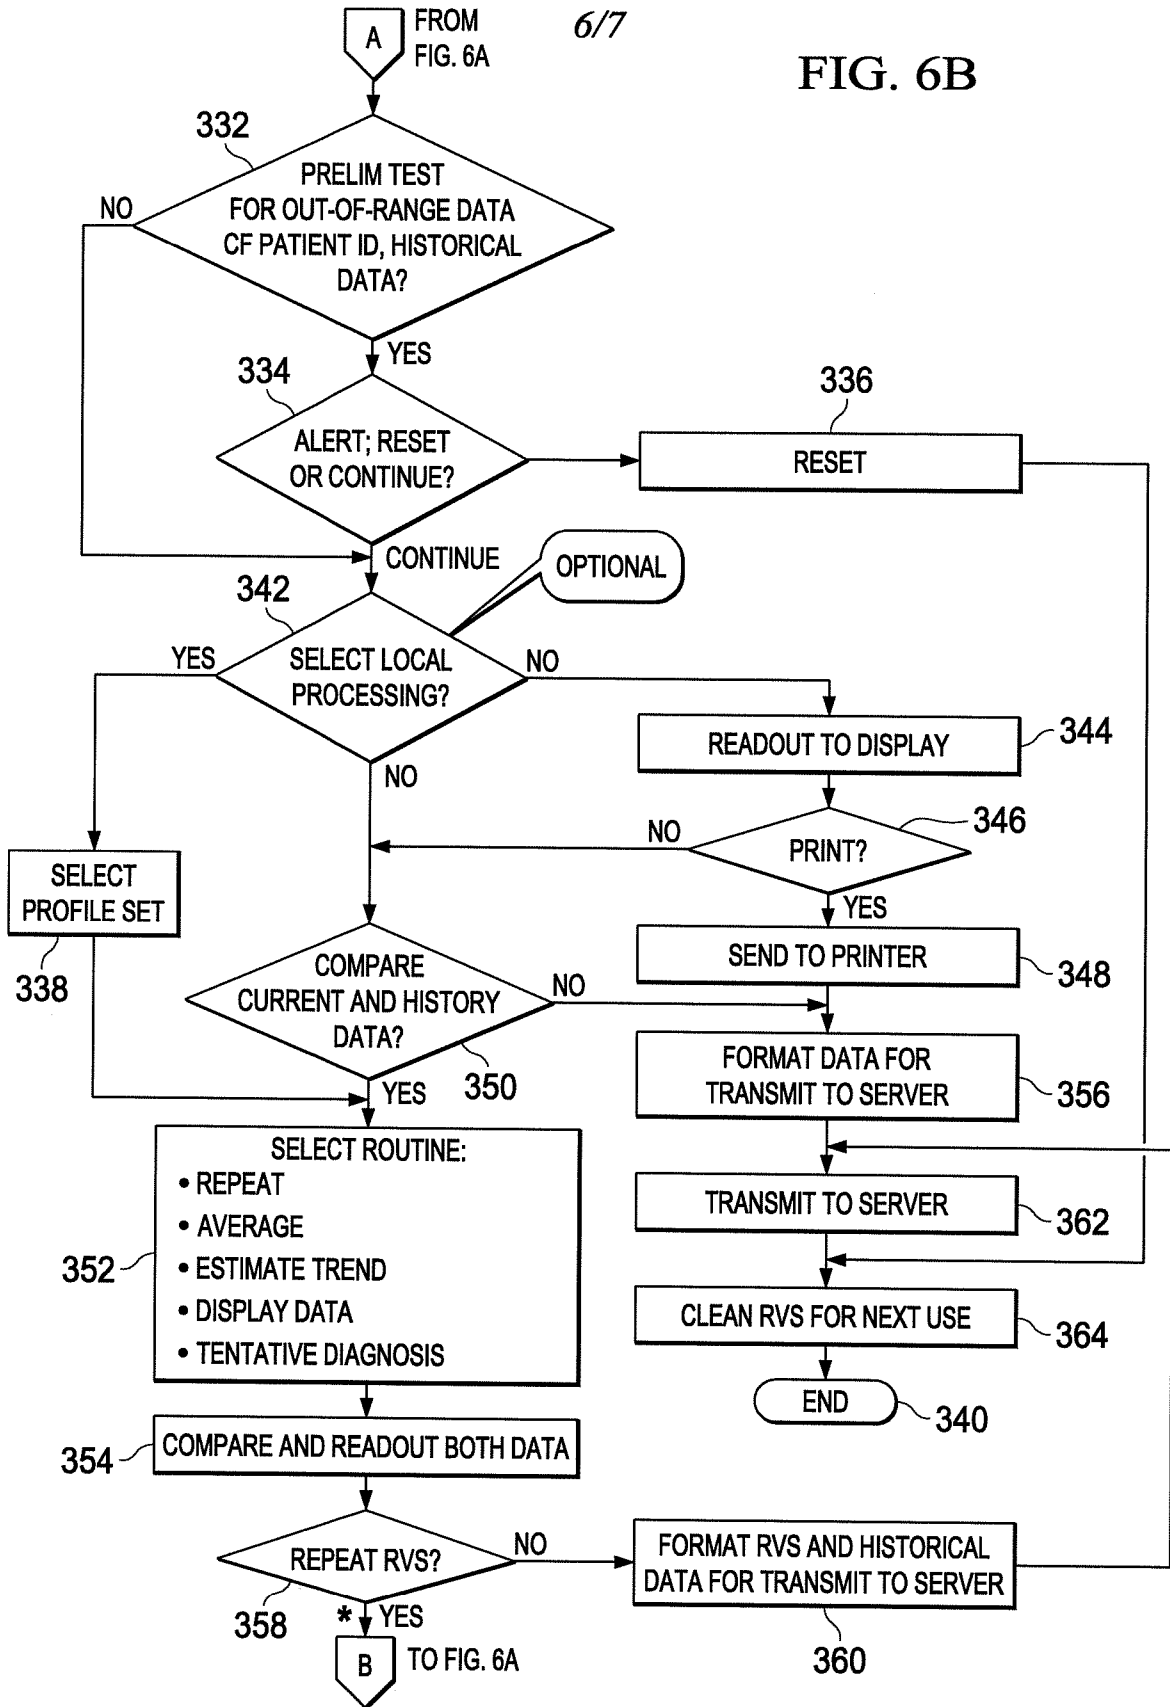 A
FROM
FIG. 6A
6/7
FIG. 6B
332
PRELIM TEST
FOR OUT-OF-RANGE DATA
CF PATIENT ID, HISTORICAL
DATA?
NO
YES
334
ALERT; RESET
OR CONTINUE?
336
RESET
CONTINUE
OPTIONAL
342
SELECT LOCAL
PROCESSING?
YES
NO
NO
READOUT TO DISPLAY
344
PRINT?
346
NO
YES
SELECT
PROFILE SET
338
SEND TO PRINTER
348
COMPARE
CURRENT AND HISTORY
DATA?
NO
350
YES
FORMAT DATA FOR
TRANSMIT TO SERVER
356
SELECT ROUTINE:
• REPEAT
• AVERAGE
• ESTIMATE TREND
• DISPLAY DATA
• TENTATIVE DIAGNOSIS
352
TRANSMIT TO SERVER
362
CLEAN RVS FOR NEXT USE
364
END
340
COMPARE AND READOUT BOTH DATA
354
REPEAT RVS?
NO
358
* YES
FORMAT RVS AND HISTORICAL
DATA FOR TRANSMIT TO SERVER
360
B
TO FIG. 6A